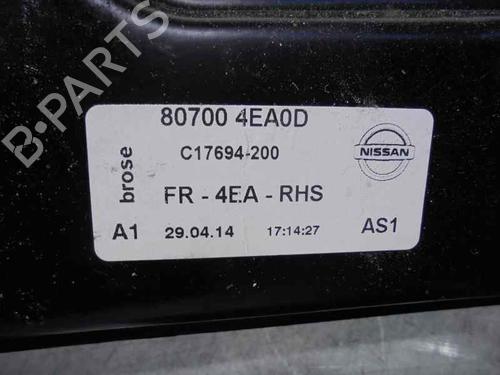 80700 4EA0D
brose
C17694-200
NISSAN
FR - 4EA - RHS
A1 29.04.14 17:14:27 AS1
B-PARTS